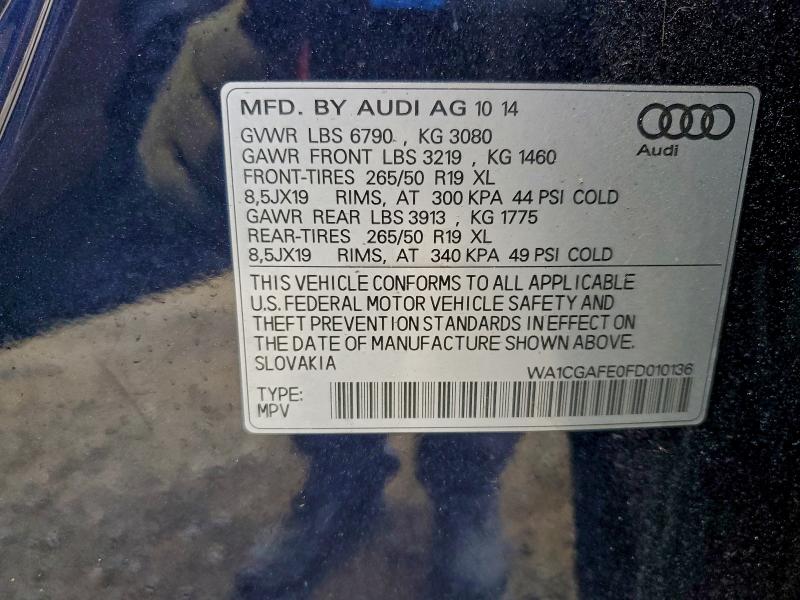 MFD. BY AUDI AG 10 14
GVWR LBS 6790 , KG 3080
GAWR FRONT LBS 3219 , KG 1460
FRONT-TIRES 265/50 R19 XL
8,5JX19 RIMS, AT 300 KPA 44 PSI COLD
GAWR REAR LBS 3913 , KG 1775
REAR-TIRES 265/50 R19 XL
8,5JX19 RIMS, AT 340 KPA 49 PSI COLD
Audi
THIS VEHICLE CONFORMS TO ALL APPLICABLE
U.S. FEDERAL MOTOR VEHICLE SAFETY AND
THEFT PREVENTION STANDARDS IN EFFECT ON
THE DATE OF MANUFACTURE SHOWN ABOVE.
SLOVAKIA
WA1CGAFE0FD010136
TYPE:
MPV